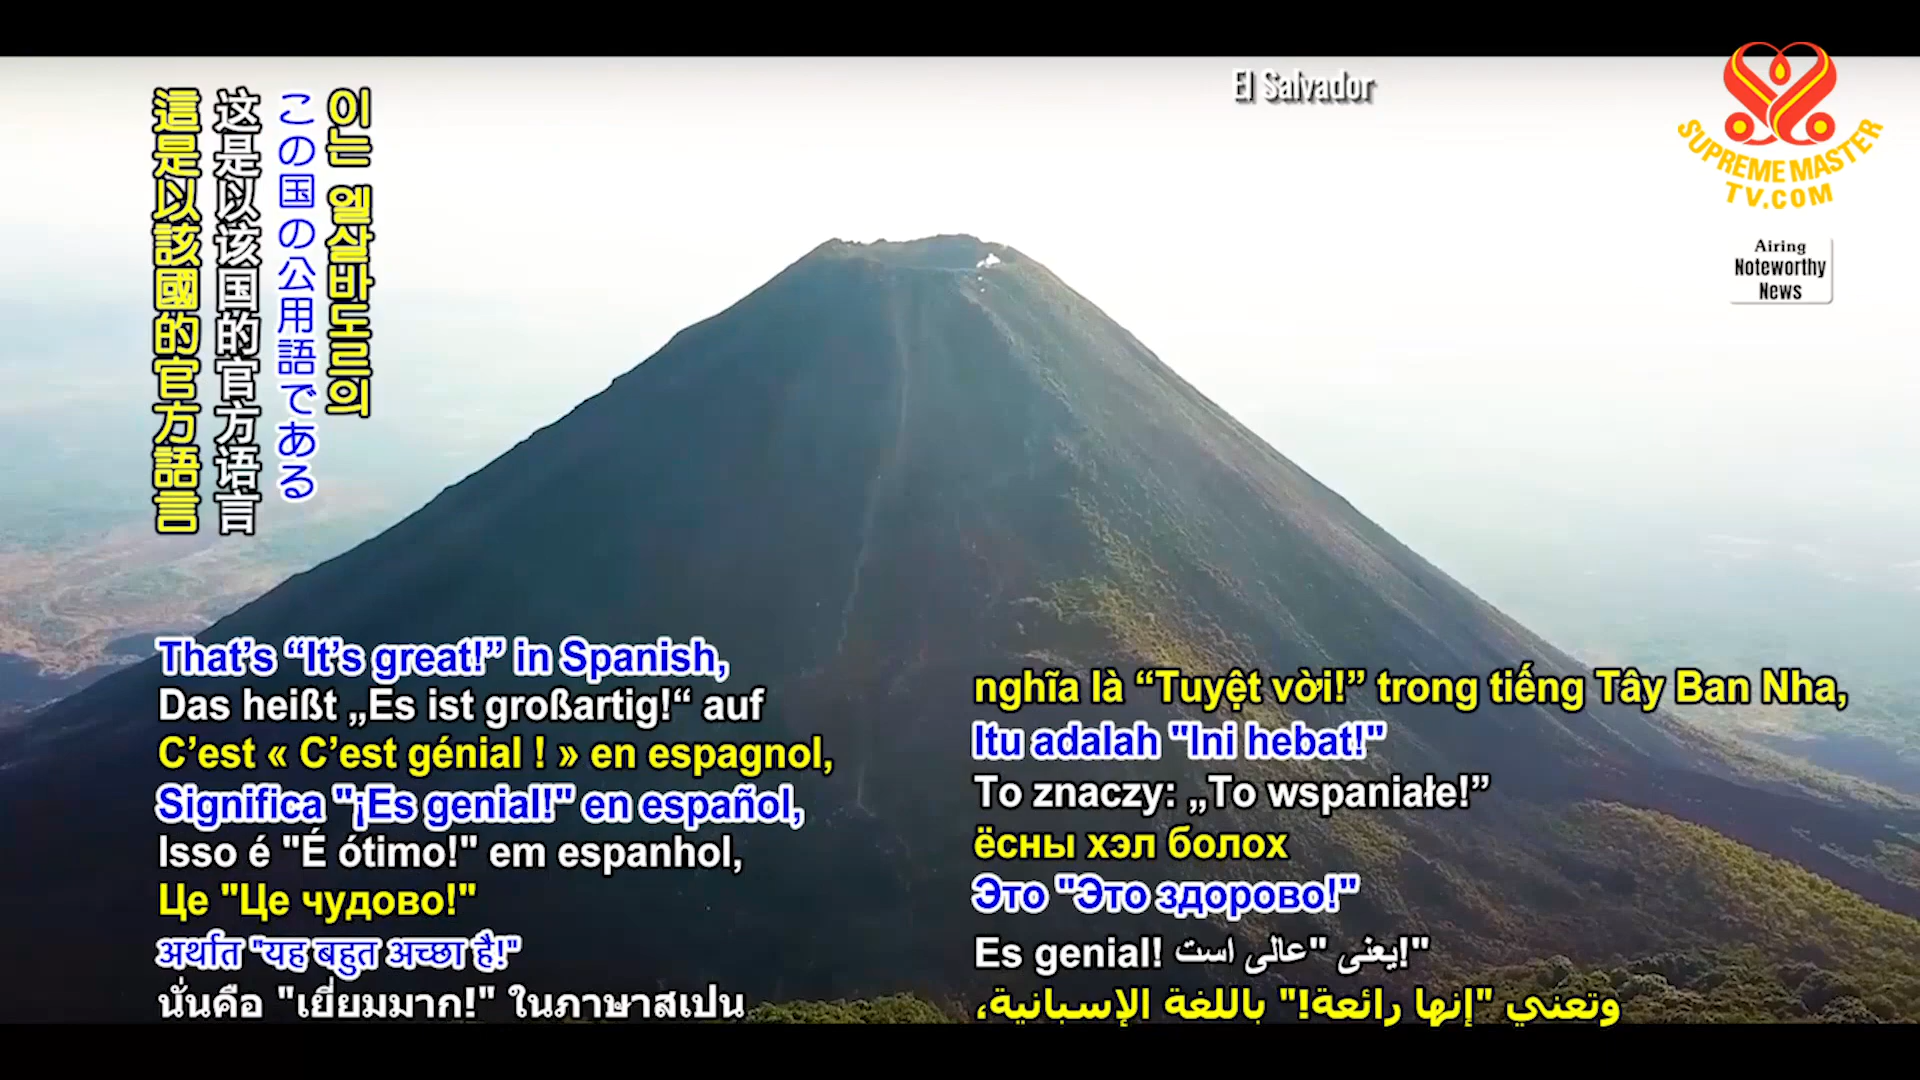 El Salvador
SUPREME MASTER
TV.COM
Airing
Noteworthy
News
이는 엘살바도르의
この国の公用語である
这是以该国的官方语言
這是以該國的官方語言
That’s “It’s great!” in Spanish,
Das heißt „Es ist großartig!“ auf
C’est « C’est génial ! » en espagnol,
Significa "¡Es genial!" en español,
Isso é "É ótimo!" em espanhol,
Це "Це чудово!"
अर्थात "यह बहुत अच्छा है!"
นั่นคือ "เยี่ยมมาก!" ในภาษาสเปน
nghĩa là “Tuyệt vời!” trong tiếng Tây Ban Nha,
Itu adalah "Ini hebat!"
To znaczy: „To wspaniałe!”
ёсны хэл болох
Это "Это здорово!"
Es genial! یعنی "عالی است!"
وتعني "إنها رائعة!" باللغة الإسبانية،